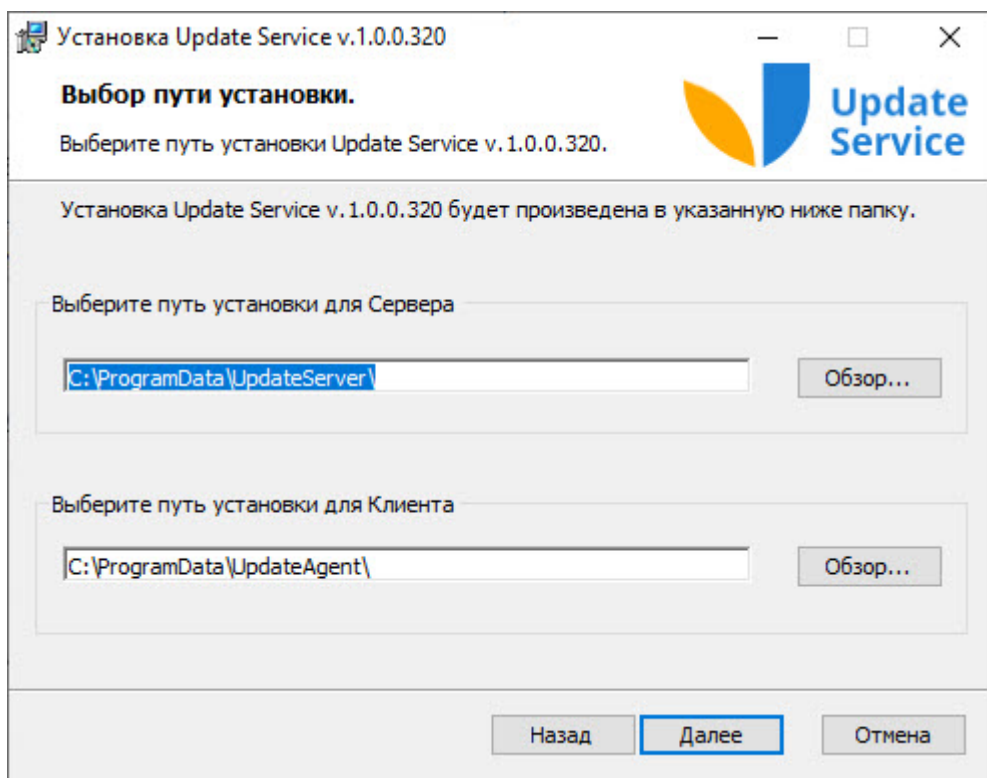 Установка Update Service v.1.0.0.320
Выбор пути установки.
Выберите путь установки Update Service v.1.0.0.320.
Update
Service
Установка Update Service v.1.0.0.320 будет произведена в указанную ниже папку.
Выберите путь установки для Сервера
C:\ProgramData\UpdateServer\
Обзор...
Выберите путь установки для Клиента
C:\ProgramData\UpdateAgent\
Обзор...
Назад
Далее
Отмена